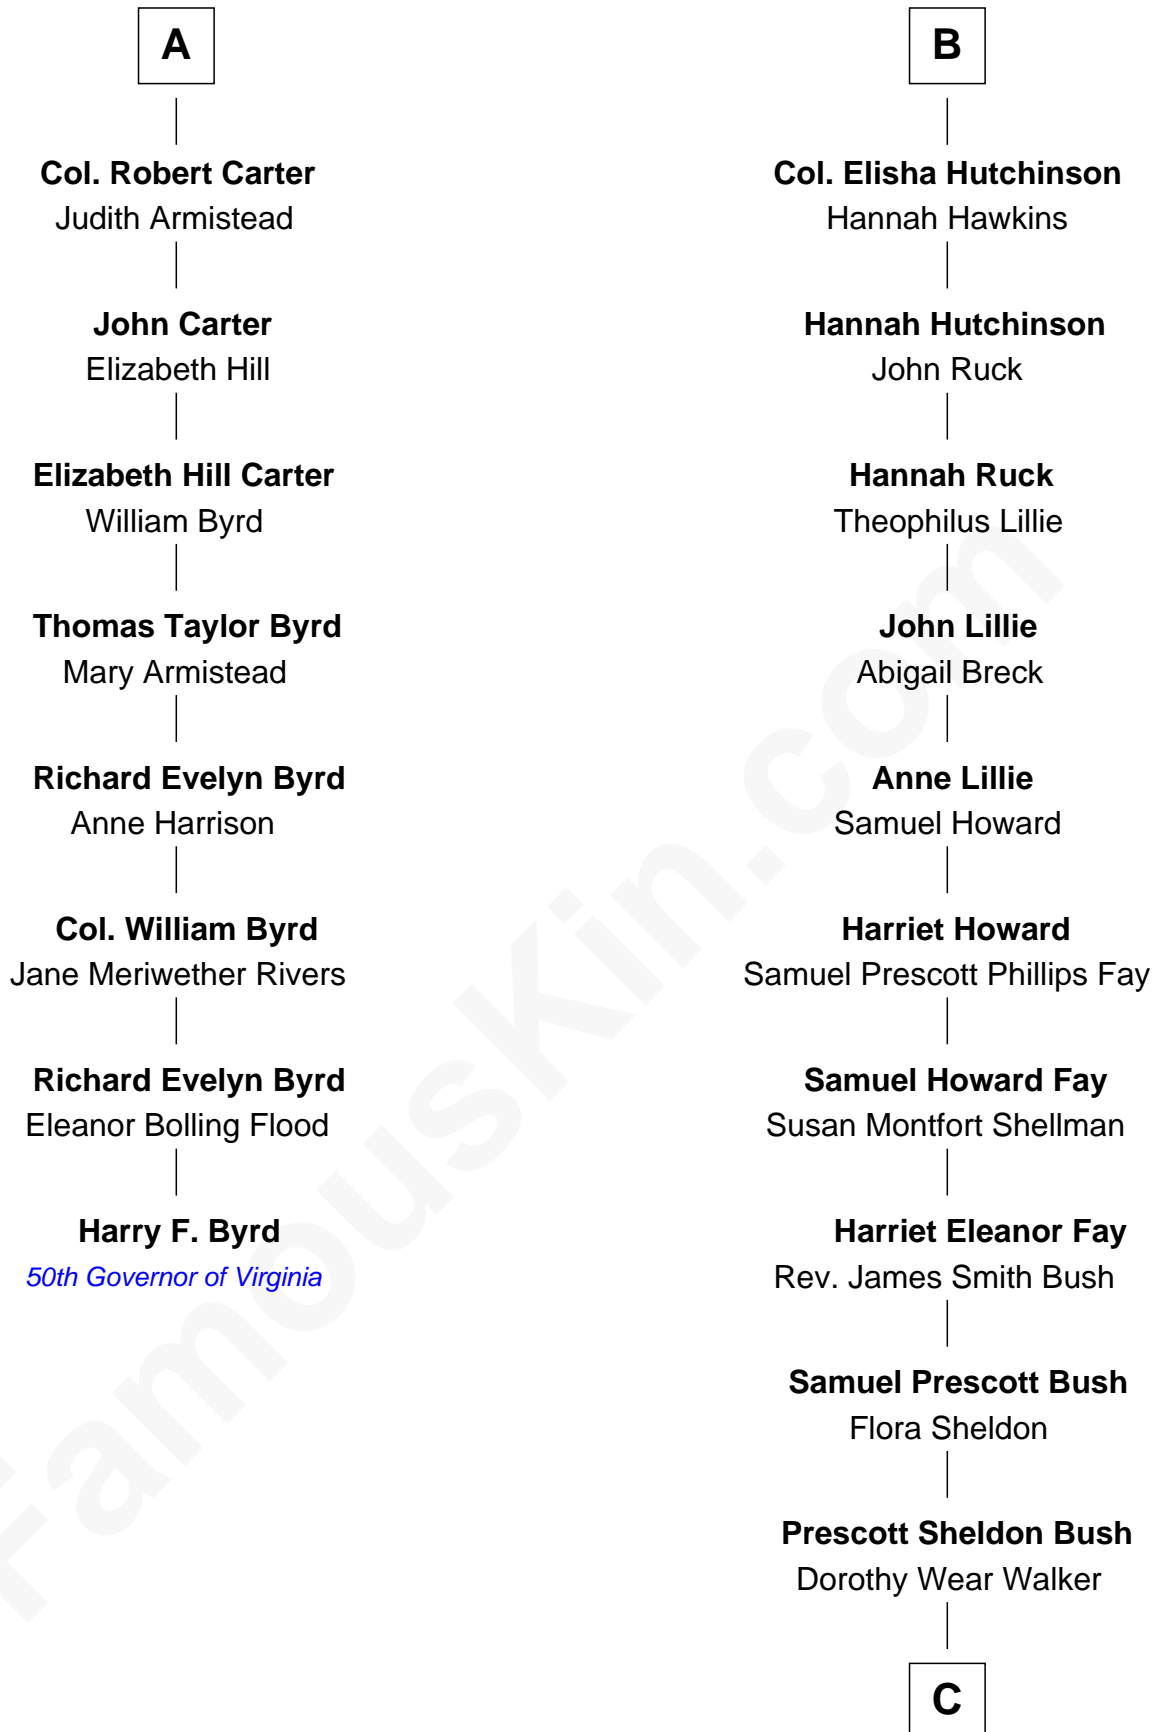 A
Col. Robert Carter
Judith Armistead
John Carter
Elizabeth Hill
Elizabeth Hill Carter
William Byrd
Thomas Taylor Byrd
Mary Armistead
Richard Evelyn Byrd
Anne Harrison
Col. William Byrd
Jane Meriwether Rivers
Richard Evelyn Byrd
Eleanor Bolling Flood
Harry F. Byrd
50th Governor of Virginia
B
Col. Elisha Hutchinson
Hannah Hawkins
Hannah Hutchinson
John Ruck
Hannah Ruck
Theophilus Lillie
John Lillie
Abigail Breck
Anne Lillie
Samuel Howard
Harriet Howard
Samuel Prescott Phillips Fay
Samuel Howard Fay
Susan Montfort Shellman
Harriet Eleanor Fay
Rev. James Smith Bush
Samuel Prescott Bush
Flora Sheldon
Prescott Sheldon Bush
Dorothy Wear Walker
C
FamousKin.com